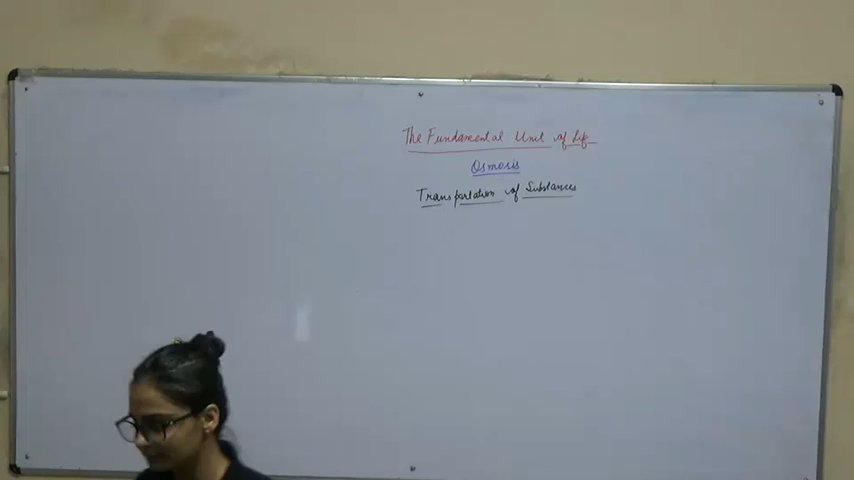 The Fundamental Unit of Life
Osmosis
Transportation of Substances